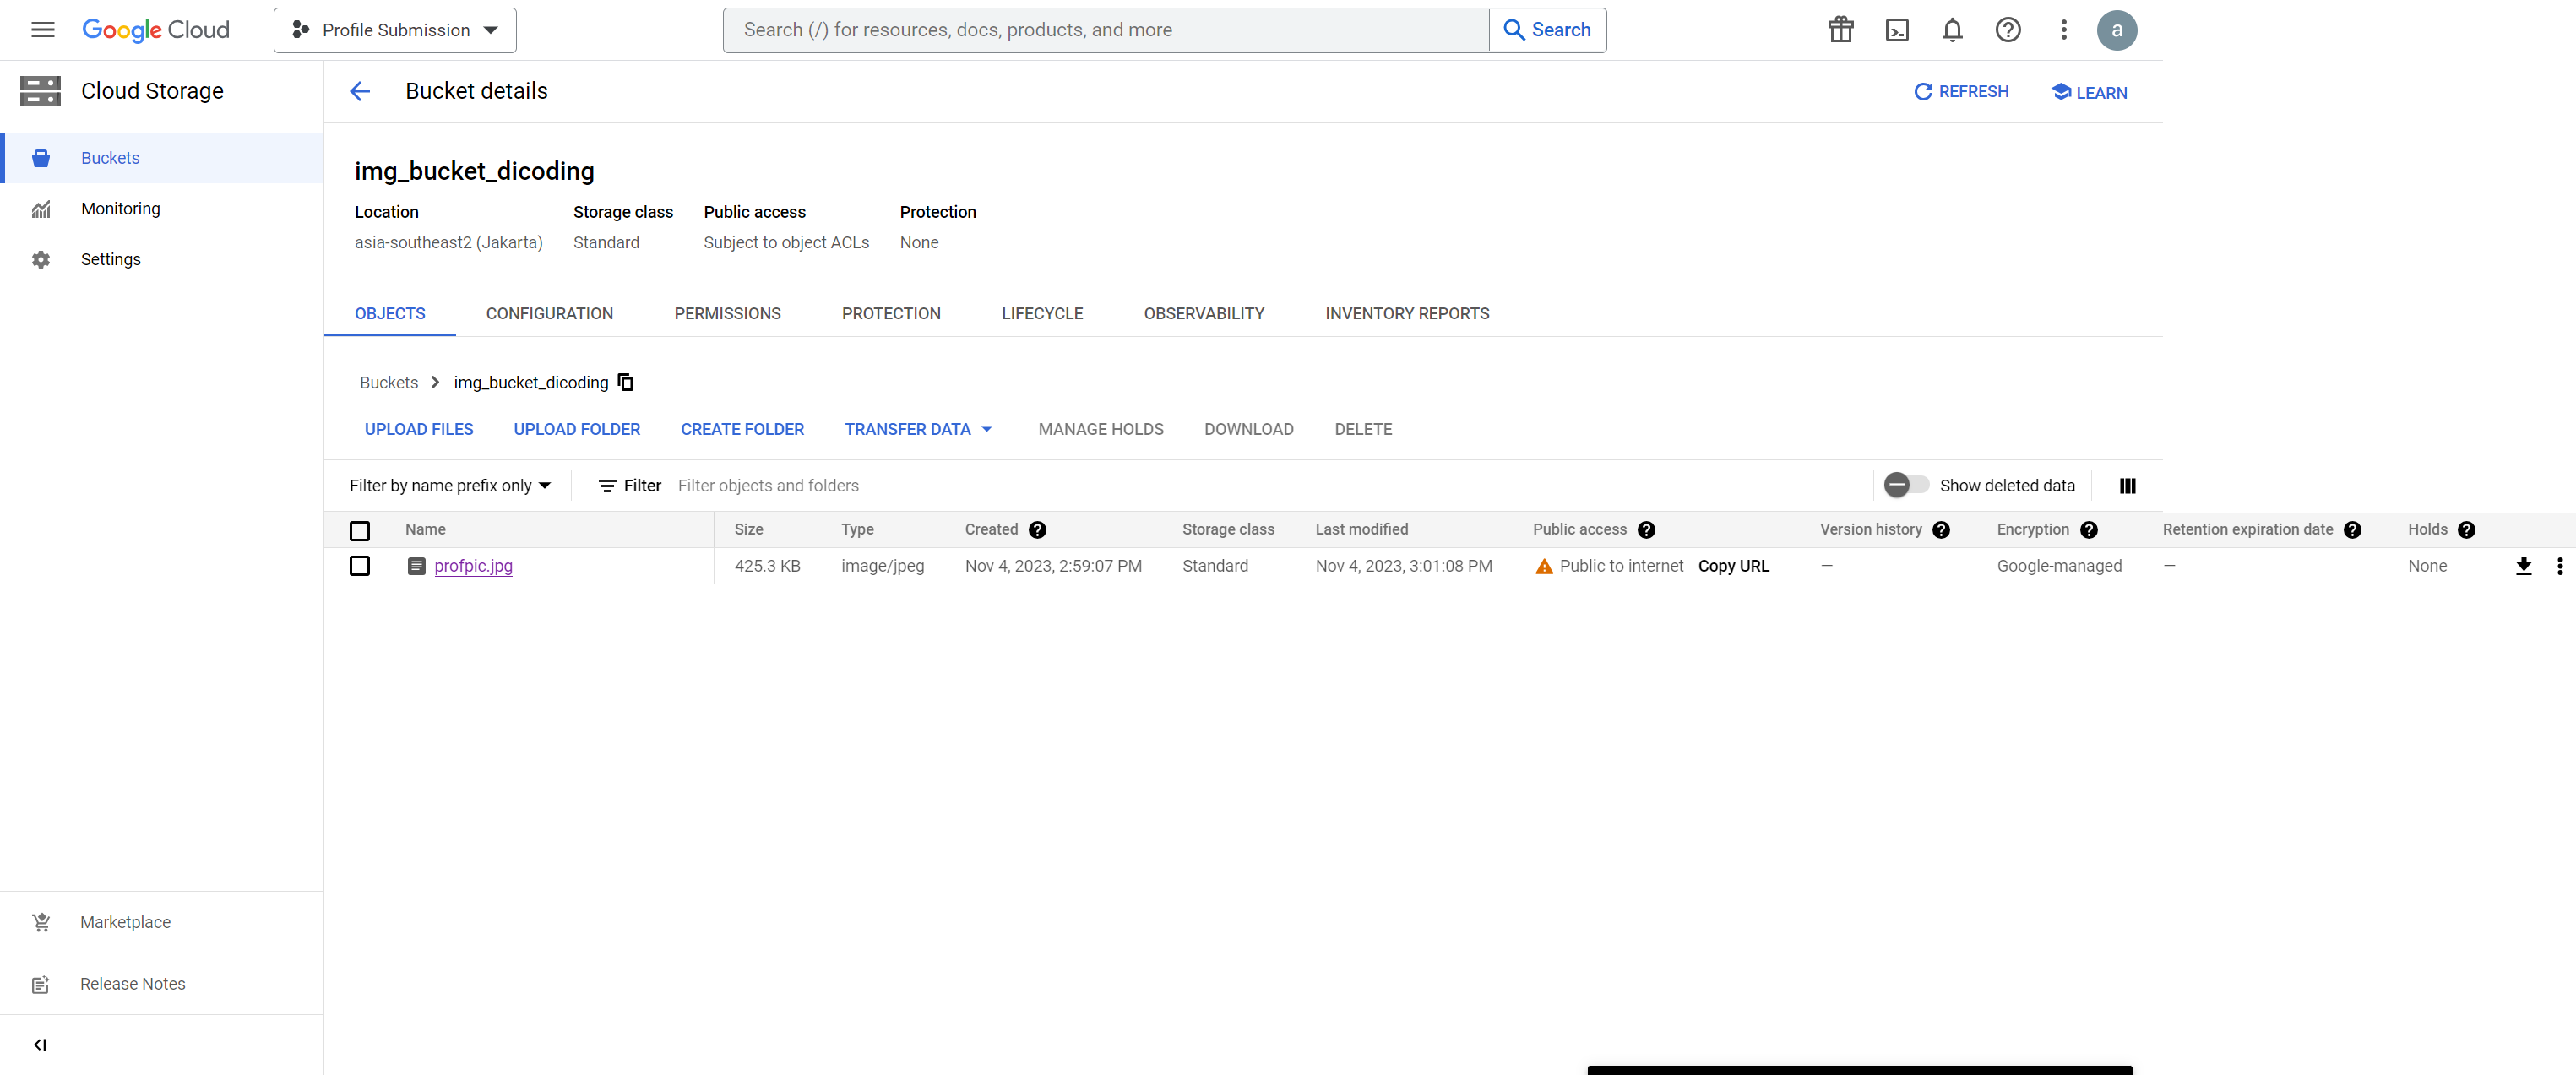 Google Cloud
Profile Submission
Search (/) for resources, docs, products, and more
Search
a
Cloud Storage
Bucket details
REFRESH
LEARN
Buckets
Monitoring
Settings
img_bucket_dicoding
Location Storage class Public access Protection
asia-southeast2 (Jakarta) Standard Subject to object ACLs None
OBJECTS CONFIGURATION PERMISSIONS PROTECTION LIFECYCLE OBSERVABILITY INVENTORY REPORTS
Buckets img_bucket_dicoding
UPLOAD FILES UPLOAD FOLDER CREATE FOLDER TRANSFER DATA MANAGE HOLDS DOWNLOAD DELETE
Filter by name prefix only Filter Filter objects and folders Show deleted data
Name Size Type Created Storage class Last modified Public access Version history Encryption Retention expiration date Holds
profpic.jpg 425.3 KB image/jpeg Nov 4, 2023, 2:59:07 PM Standard Nov 4, 2023, 3:01:08 PM Public to internet Copy URL — Google-managed — None
Marketplace
Release Notes